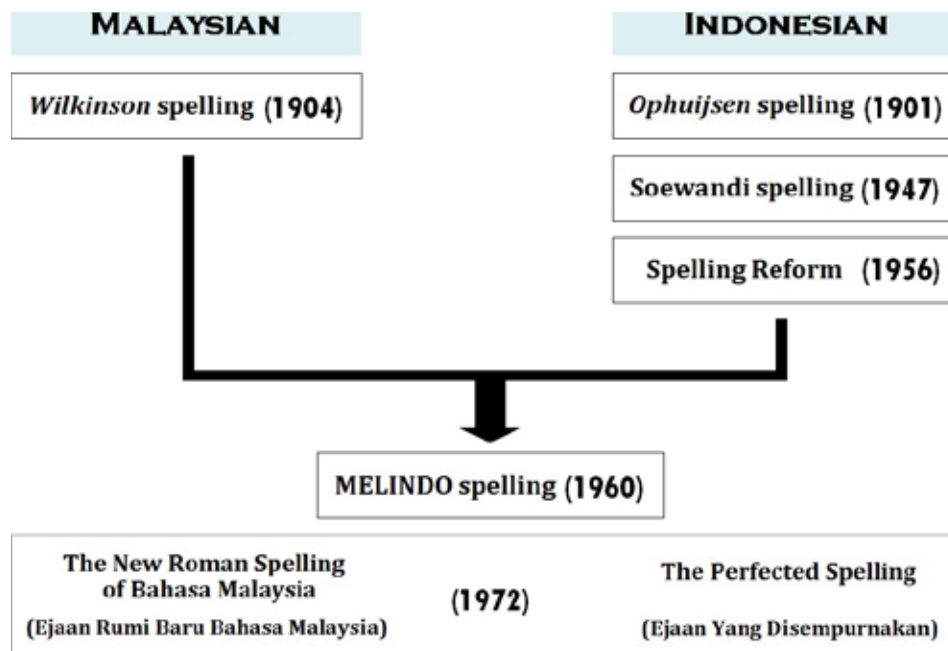 MALAYSIAN
INDONESIAN
Wilkinson spelling (1904)
Ophuijsen spelling (1901)
Soewandi spelling (1947)
Spelling Reform (1956)
MELINDO spelling (1960)
The New Roman Spelling
of Bahasa Malaysia
(Ejaan Rumi Baru Bahasa Malaysia)
(1972)
The Perfected Spelling
(Ejaan Yang Disempurnakan)